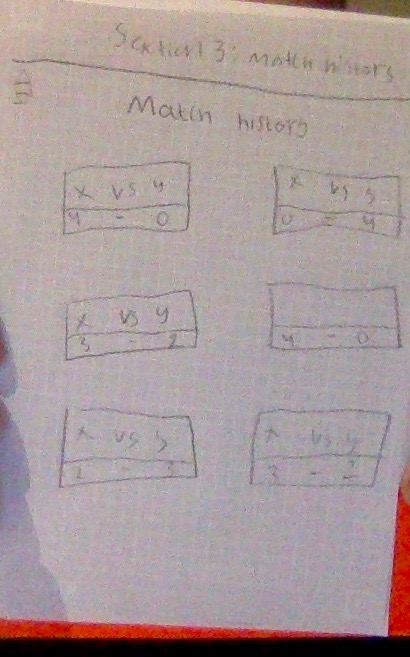 Section 3: Match history
Match history
x vs y
4 - 0
x vs y
0 - 4
x vs y
3 - 2
4 - 0
x vs y
2 - 3
x vs y
3 - 2